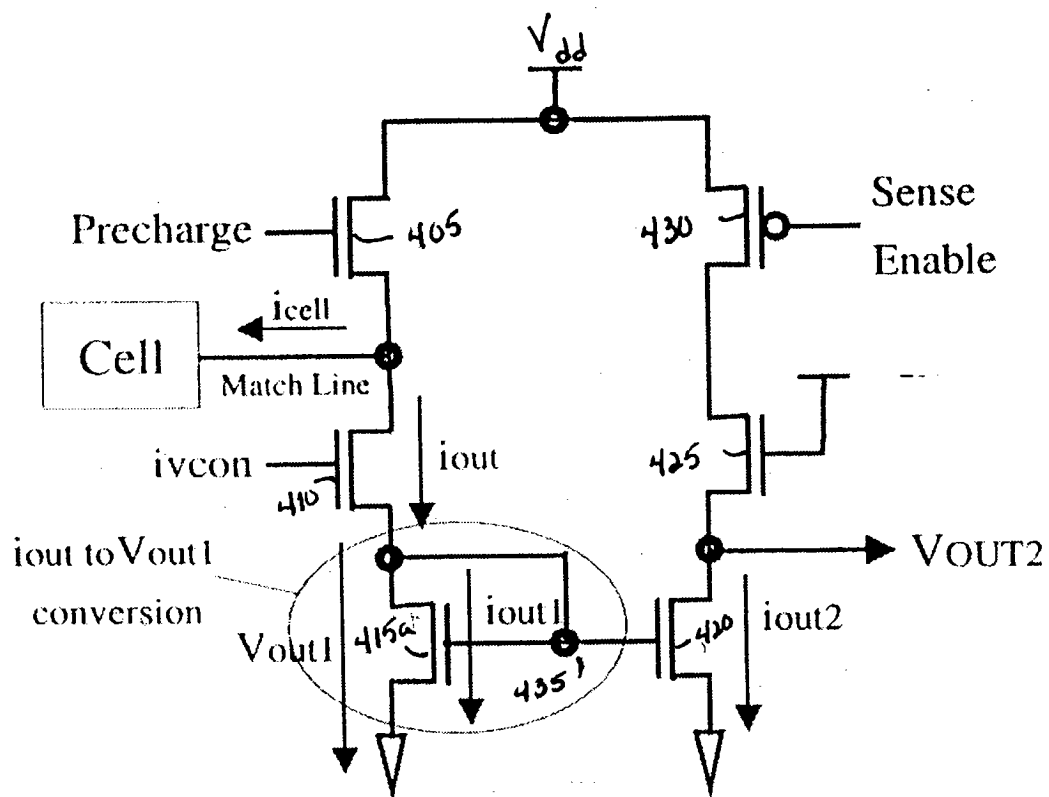 Vdd
Precharge
405
430
Sense
Enable
icell
Cell
Match Line
ivcon
410
iout
425
iout to Vout1
conversion
Vout1
415a
iout1
435'
420
iout2
VOUT2